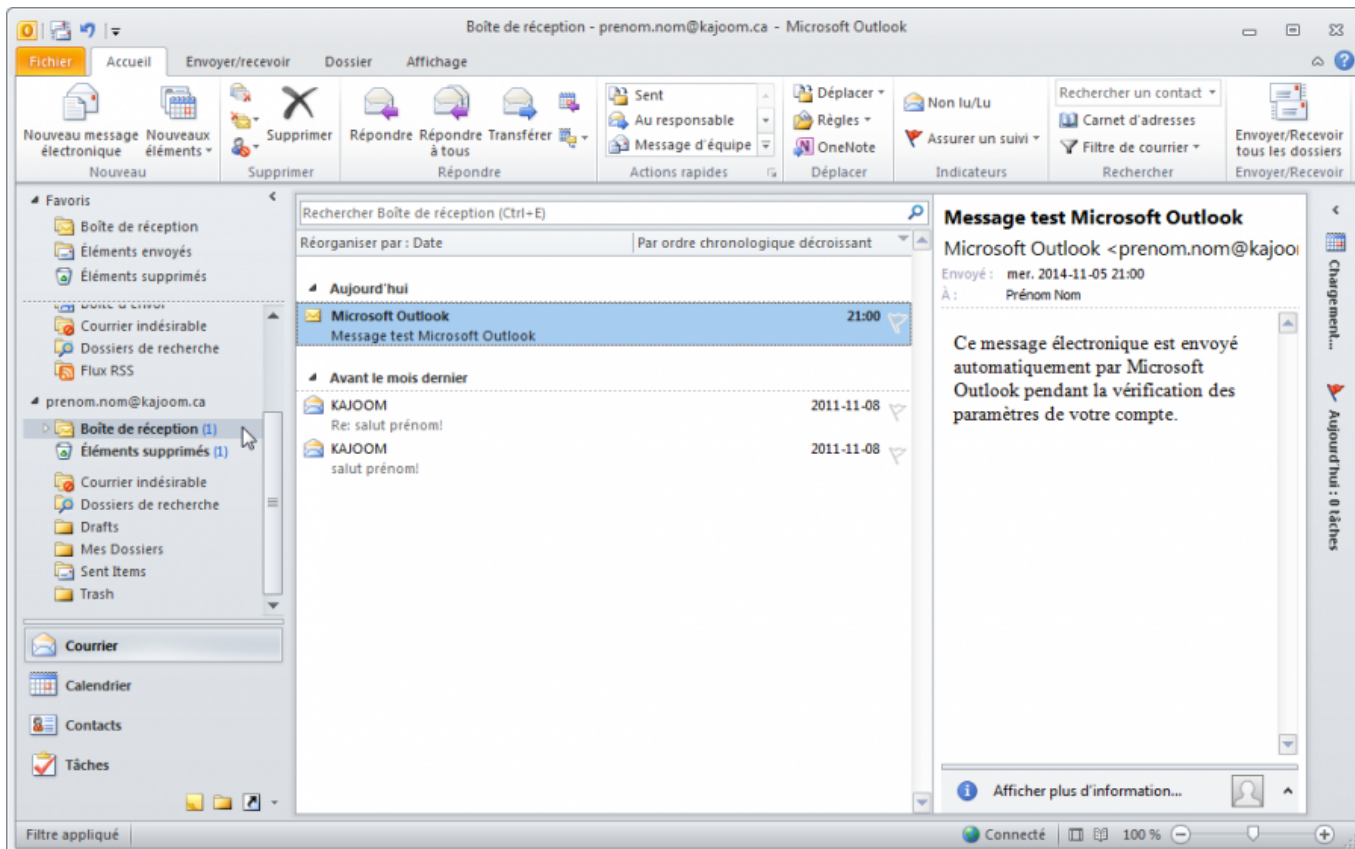 Boîte de réception - prenom.nom@kajoom.ca - Microsoft Outlook
Fichier Accueil Envoyer/recevoir Dossier Affichage
Nouveau message électronique
Nouveaux éléments
Nouveau
Supprimer
Supprimer
Répondre
Répondre à tous
Transférer
Répondre
Sent
Au responsable
Message d'équipe
Actions rapides
Déplacer
Règles
OneNote
Déplacer
Non lu/Lu
Assurer un suivi
Indicateurs
Rechercher un contact
Carnet d'adresses
Filtre de courrier
Rechercher
Envoyer/Recevoir
tous les dossiers
Envoyer/Recevoir
Favoris
Boîte de réception
Éléments envoyés
Éléments supprimés
Boîte d'envoi
Courrier indésirable
Dossiers de recherche
Flux RSS
prenom.nom@kajoom.ca
Boîte de réception (1)
Éléments supprimés (1)
Courrier indésirable
Dossiers de recherche
Drafts
Mes Dossiers
Sent Items
Trash
Courrier
Calendrier
Contacts
Tâches
Rechercher Boîte de réception (Ctrl+E)
Réorganiser par : Date Par ordre chronologique décroissant
Aujourd'hui
Microsoft Outlook 21:00
Message test Microsoft Outlook
Avant le mois dernier
KAJOOM 2011-11-08
Re: salut prénom!
KAJOOM 2011-11-08
salut prénom!
Message test Microsoft Outlook
Microsoft Outlook <prenom.nom@kajoo
Envoyé : mer. 2014-11-05 21:00
À : Prénom Nom
Ce message électronique est envoyé
automatiquement par Microsoft
Outlook pendant la vérification des
paramètres de votre compte.
Afficher plus d'information...
Chargement...
Aujourd'hui : 0 tâches
Filtre appliqué
Connecté 100 %